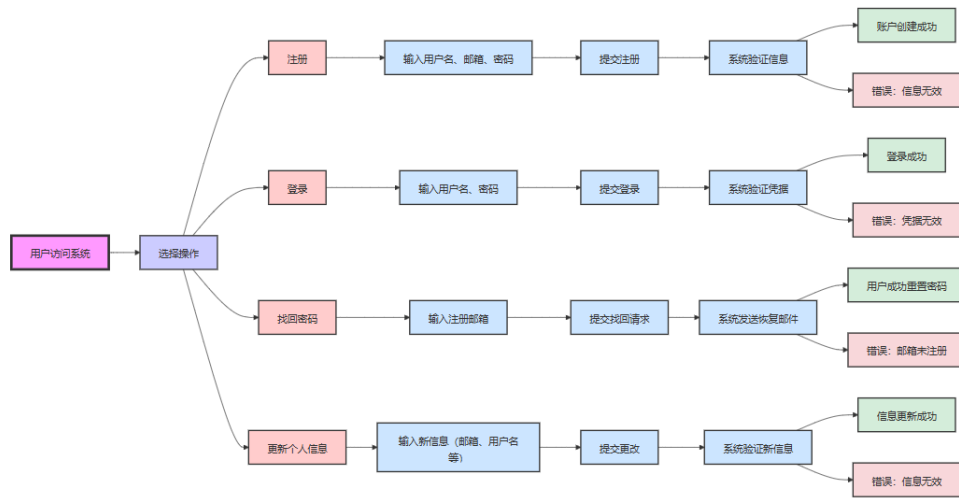 账户创建成功
注册
输入用户名、邮箱、密码
提交注册
系统验证信息
错误：信息无效
登录成功
登录
输入用户名、密码
提交登录
系统验证凭据
错误：凭据无效
用户访问系统
选择操作
用户成功重置密码
找回密码
输入注册邮箱
提交找回请求
系统发送恢复邮件
错误：邮箱未注册
信息更新成功
更新个人信息
输入新信息（邮箱、用户名
等）
提交更改
系统验证新信息
错误：信息无效